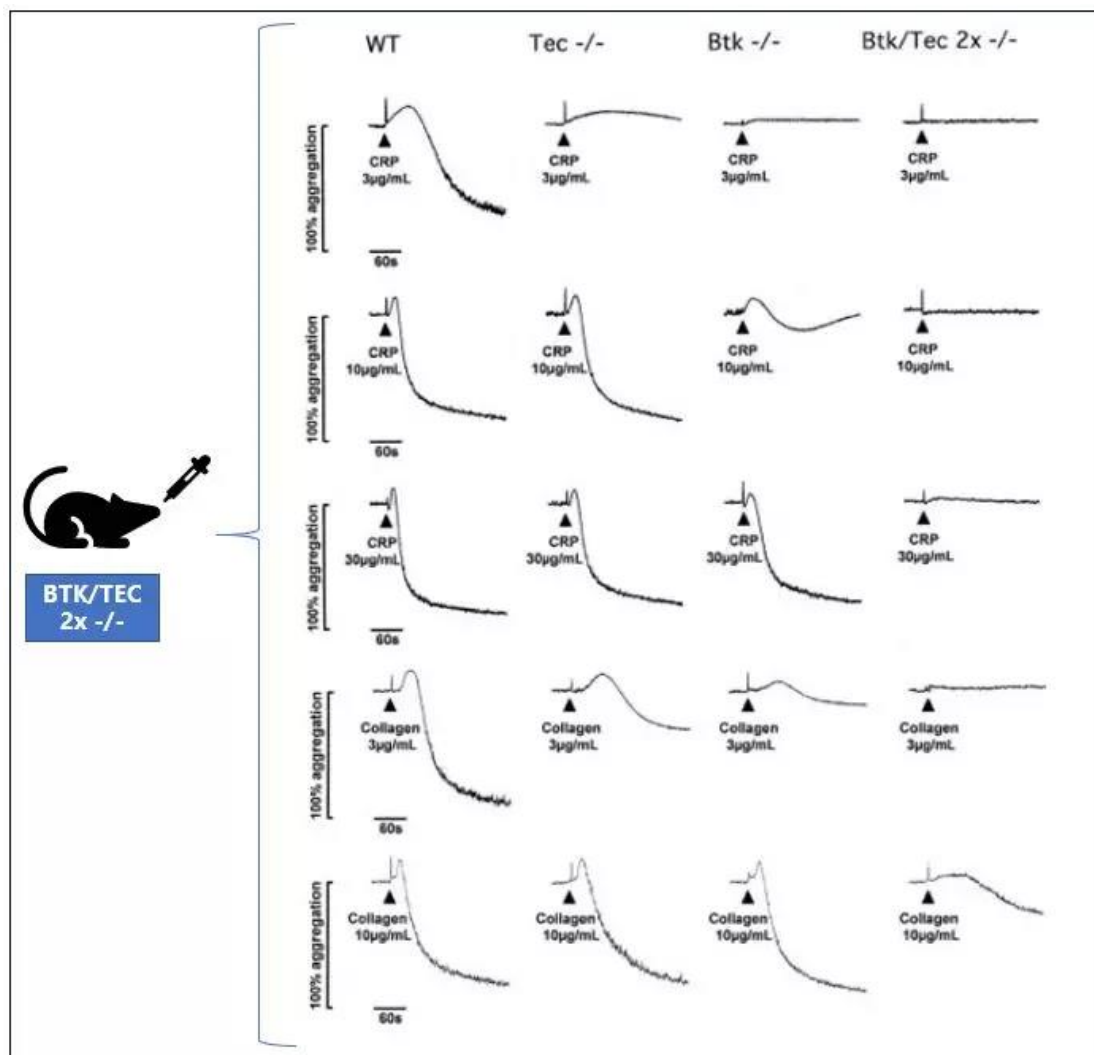 WT Tec -/- Btk -/- Btk/Tec 2x -/-
100% aggregation
CRP
3µg/mL
CRP
3µg/mL
CRP
3µg/mL
CRP
3µg/mL
60s
100% aggregation
CRP
10µg/mL
CRP
10µg/mL
CRP
10µg/mL
CRP
10µg/mL
60s
100% aggregation
CRP
30µg/mL
CRP
30µg/mL
CRP
30µg/mL
CRP
30µg/mL
60s
BTK/TEC
2x -/-
100% aggregation
Collagen
3µg/mL
Collagen
3µg/mL
Collagen
3µg/mL
Collagen
3µg/mL
60s
100% aggregation
Collagen
10µg/mL
Collagen
10µg/mL
Collagen
10µg/mL
Collagen
10µg/mL
60s